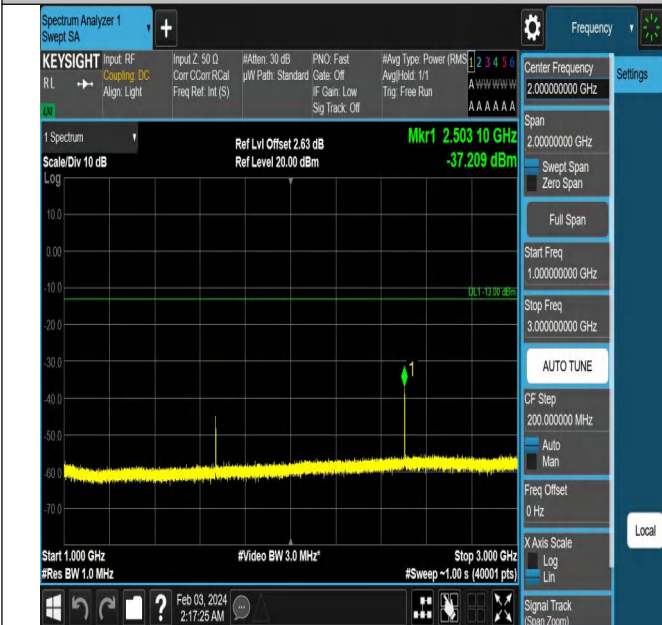 Spectrum Analyzer 1
Swept SA
+
Frequency
KEYSIGHT
RL
LXI
Input: RF
Coupling: DC
Align: Light
Input Z: 50 Ω
Corr CCorr RCal
Freq Ref: Int (S)
#Atten: 30 dB
µW Path: Standard
PNO: Fast
Gate: Off
IF Gain: Low
Sig Track: Off
#Avg Type: Power (RMS
Avg|Hold: 1/1
Trig: Free Run
1 2 3 4 5 6
A W W W W W
A A A A A A
1 Spectrum
Scale/Div 10 dB
Log
Ref Lvl Offset 2.63 dB
Ref Level 20.00 dBm
Mkr1 2.503 10 GHz
-37.209 dBm
10.0
0.00
-10.0
DL1 -13.00 dBm
-20.0
-30.0
1
-40.0
-50.0
-60.0
-70.0
Start 1.000 GHz
#Res BW 1.0 MHz
#Video BW 3.0 MHz*
Stop 3.000 GHz
#Sweep ~1.00 s (40001 pts)
?
Feb 03, 2024
2:17:25 AM
Center Frequency
2.000000000 GHz
Settings
Span
2.00000000 GHz
Swept Span
Zero Span
Full Span
Start Freq
1.000000000 GHz
Stop Freq
3.000000000 GHz
AUTO TUNE
CF Step
200.000000 MHz
Auto
Man
Freq Offset
0 Hz
Local
X Axis Scale
Log
Lin
Signal Track
(Span Zoom)